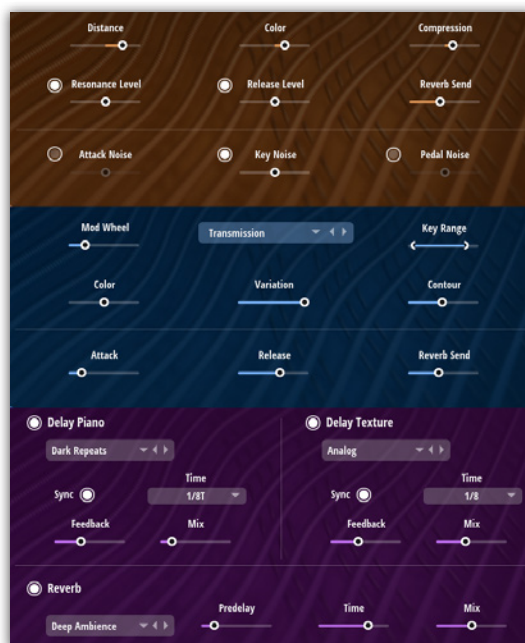 Distance Color Compression
Resonance Level Release Level Reverb Send
Attack Noise Key Noise Pedal Noise
Mod Wheel Transmission Key Range
Color Variation Contour
Attack Release Reverb Send
Delay Piano Delay Texture
Dark Repeats Analog
Time Time
Sync 1/8T Sync 1/8
Feedback Mix Feedback Mix
Reverb
Predelay Time Mix
Deep Ambience